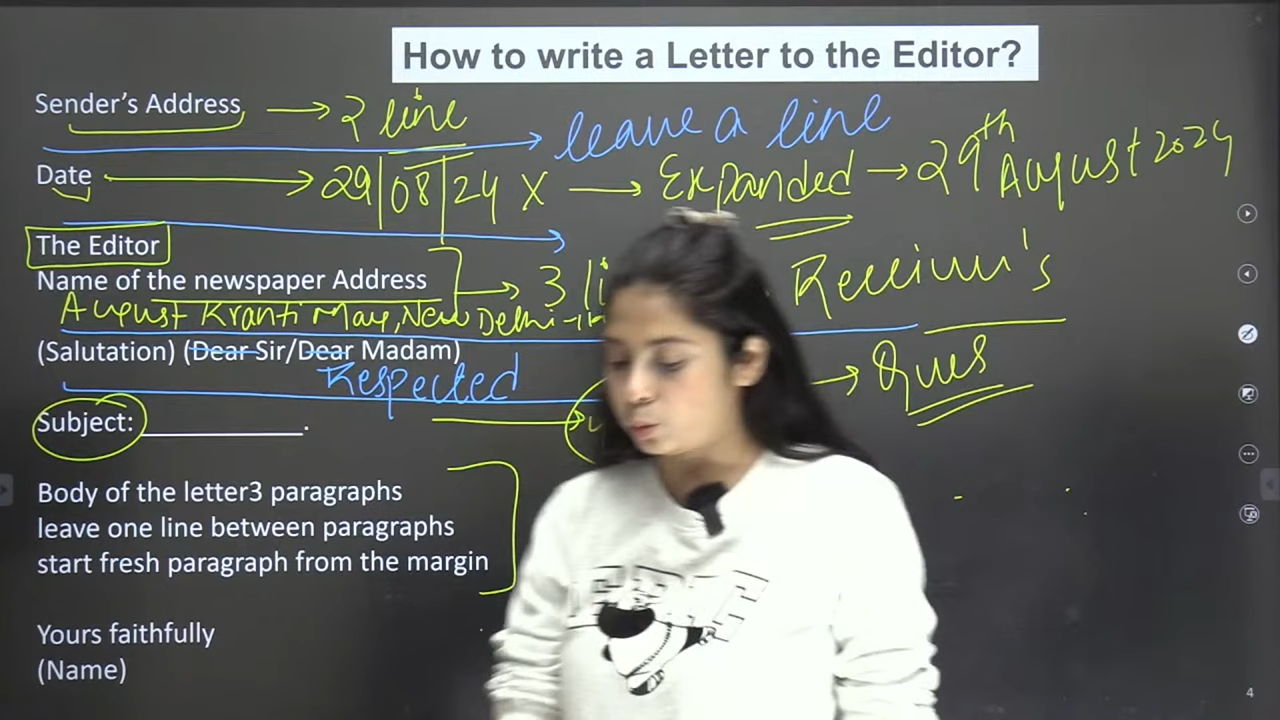 How to write a Letter to the Editor?
Sender's Address → 2 line
→ leave a line
Date → 29/08/24 X → Expanded → 29th August 2024
The Editor
Name of the newspaper Address → 3 li
August Kranti Marg, New Delhi
(Salutation) (Dear Sir/Dear Madam)
Respected
→ Ques
Subject: ____________.
Body of the letter3 paragraphs
leave one line between paragraphs
start fresh paragraph from the margin
Yours faithfully
(Name)
4